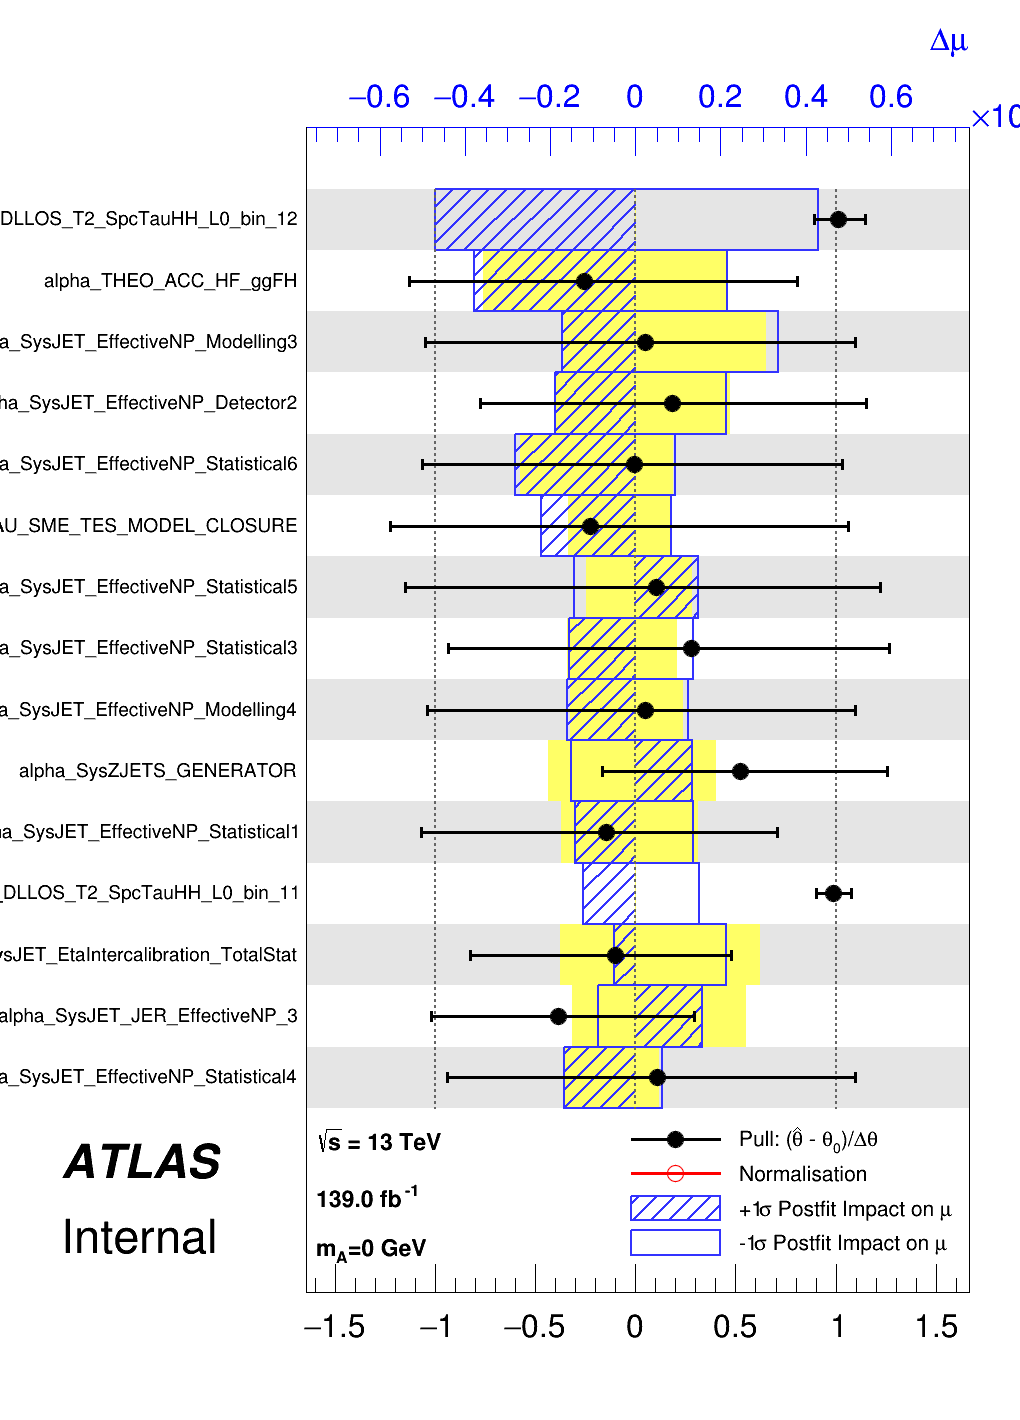 Δμ
−0.6 −0.4 −0.2 0 0.2 0.4 0.6
×10
DLLOS_T2_SpcTauHH_L0_bin_12
alpha_THEO_ACC_HF_ggFH
a_SysJET_EffectiveNP_Modelling3
ha_SysJET_EffectiveNP_Detector2
a_SysJET_EffectiveNP_Statistical6
AU_SME_TES_MODEL_CLOSURE
a_SysJET_EffectiveNP_Statistical5
a_SysJET_EffectiveNP_Statistical3
a_SysJET_EffectiveNP_Modelling4
alpha_SysZJETS_GENERATOR
a_SysJET_EffectiveNP_Statistical1
_DLLOS_T2_SpcTauHH_L0_bin_11
ysJET_EtaIntercalibration_TotalStat
alpha_SysJET_JER_EffectiveNP_3
a_SysJET_EffectiveNP_Statistical4
ATLAS
Internal
√s = 13 TeV
139.0 fb⁻¹
m_A=0 GeV
Pull: (θ̂ - θ₀)/Δθ
Normalisation
+1σ Postfit Impact on μ
-1σ Postfit Impact on μ
−1.5 −1 −0.5 0 0.5 1 1.5